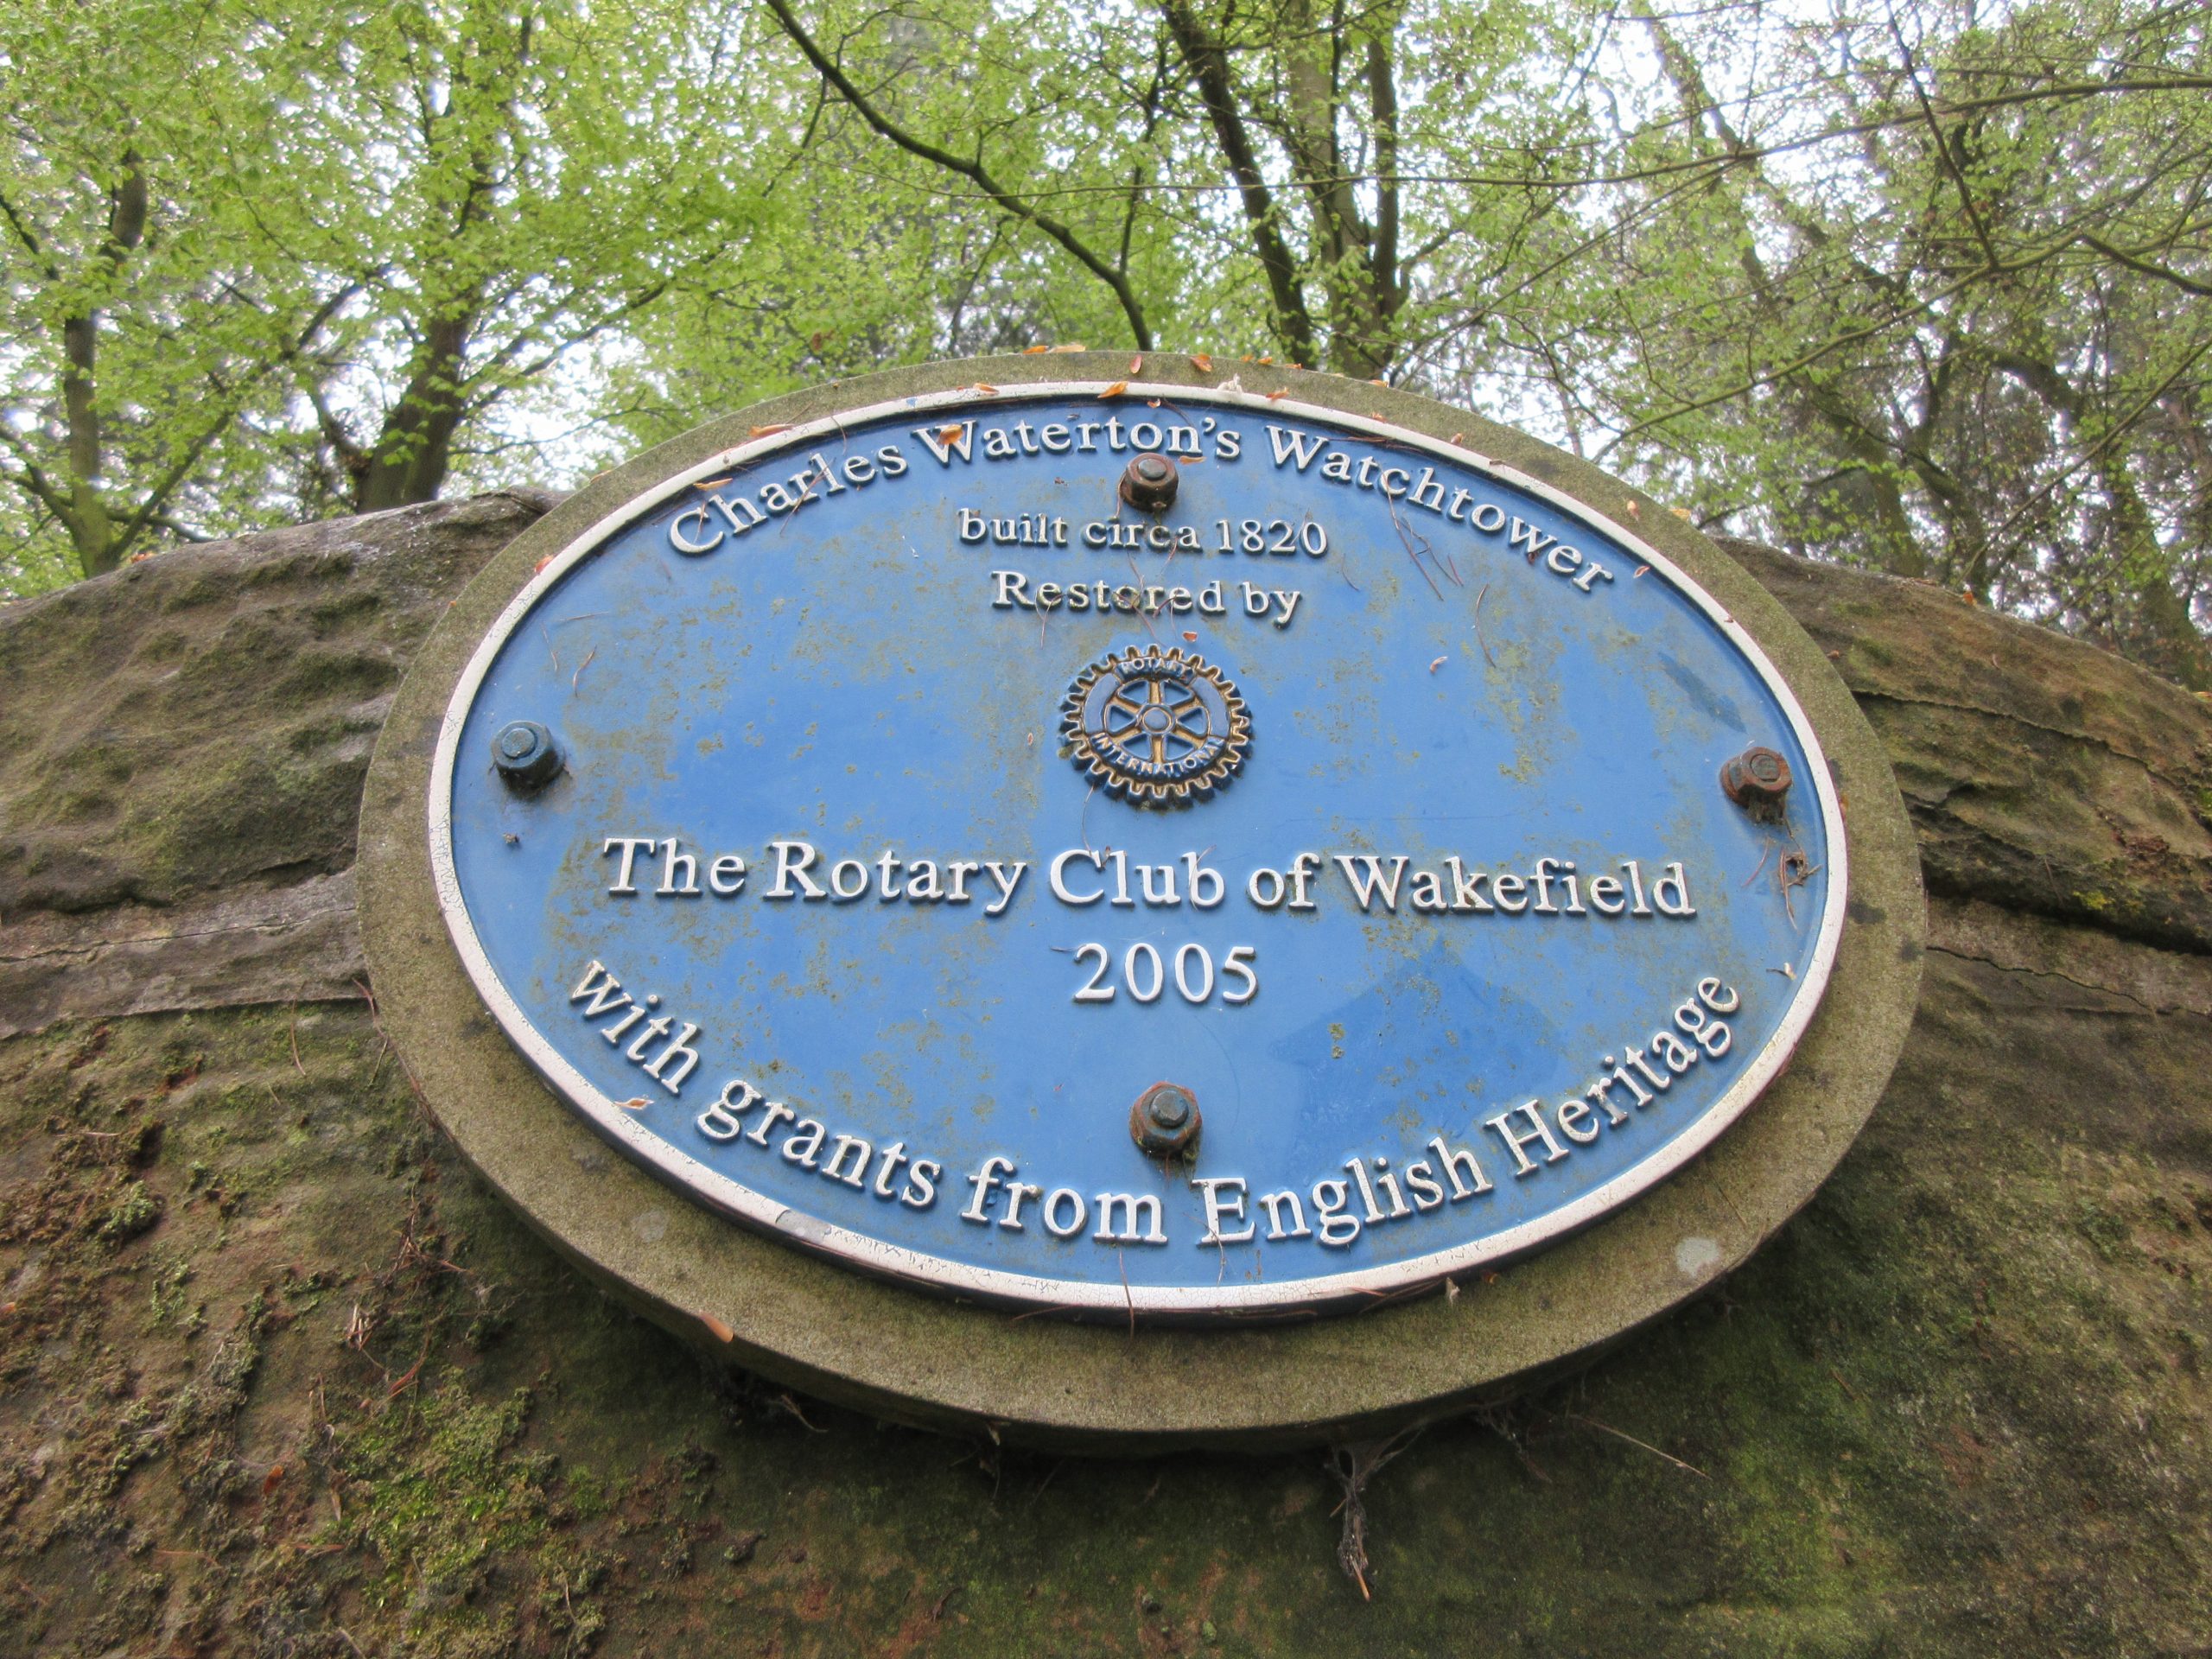 Charles Waterton's Watchtower
built circa 1820
Restored by
ROTARY
INTERNATIONAL
The Rotary Club of Wakefield
2005
with grants from English Heritage